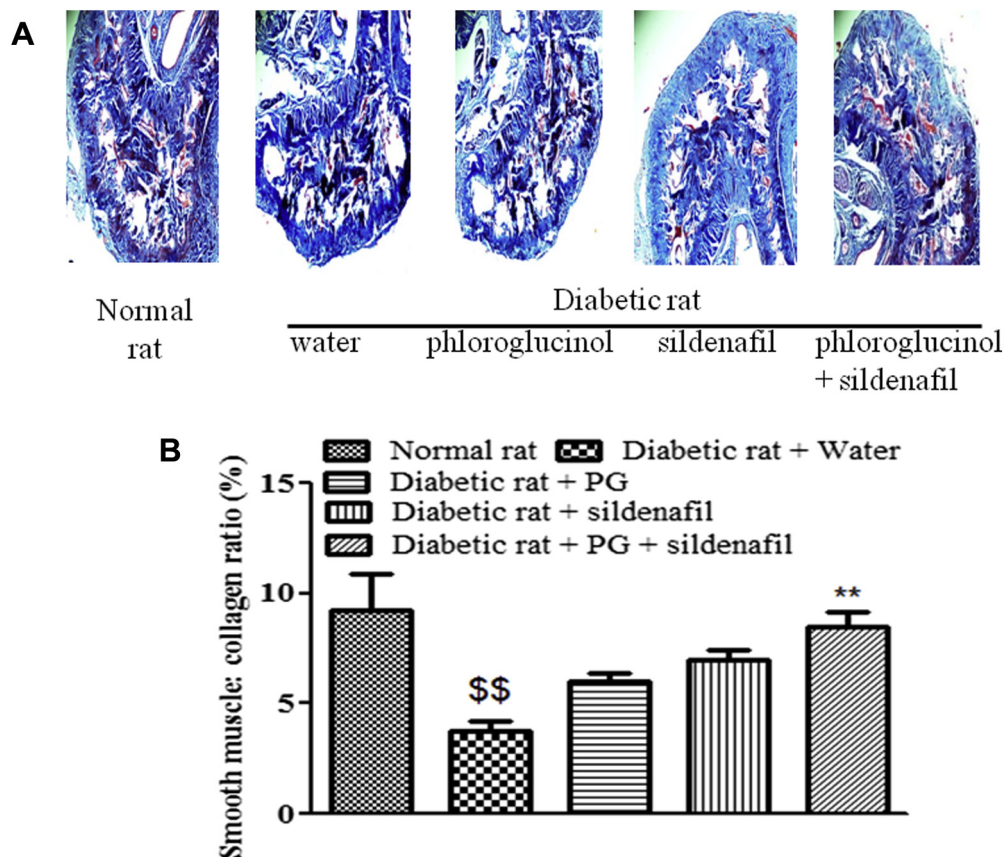 A
Normal
rat
Diabetic rat
water phloroglucinol sildenafil phloroglucinol
+ sildenafil
B
Normal rat Diabetic rat + Water
Diabetic rat + PG
Diabetic rat + sildenafil
Diabetic rat + PG + sildenafil
Smooth muscle: collagen ratio (%)
15
10
5
0
$$
**